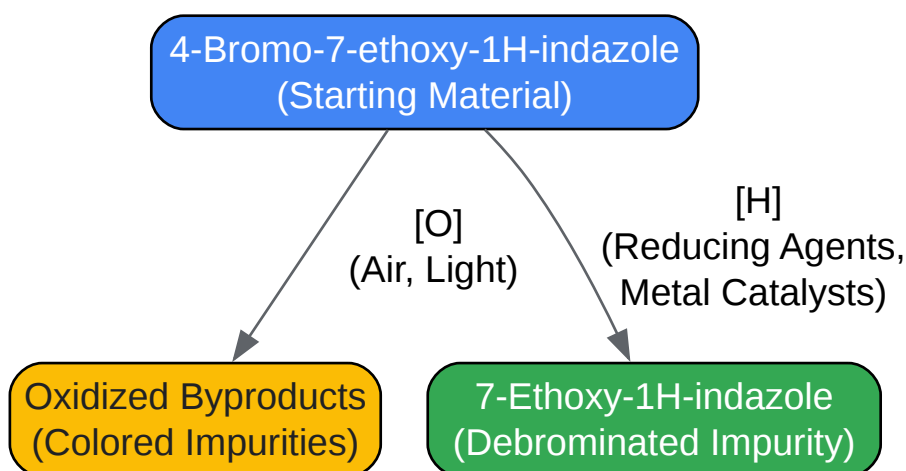 4-Bromo-7-ethoxy-1H-indazole
(Starting Material)
[O]
(Air, Light)
[H]
(Reducing Agents,
Metal Catalysts)
Oxidized Byproducts
(Colored Impurities)
7-Ethoxy-1H-indazole
(Debrominated Impurity)